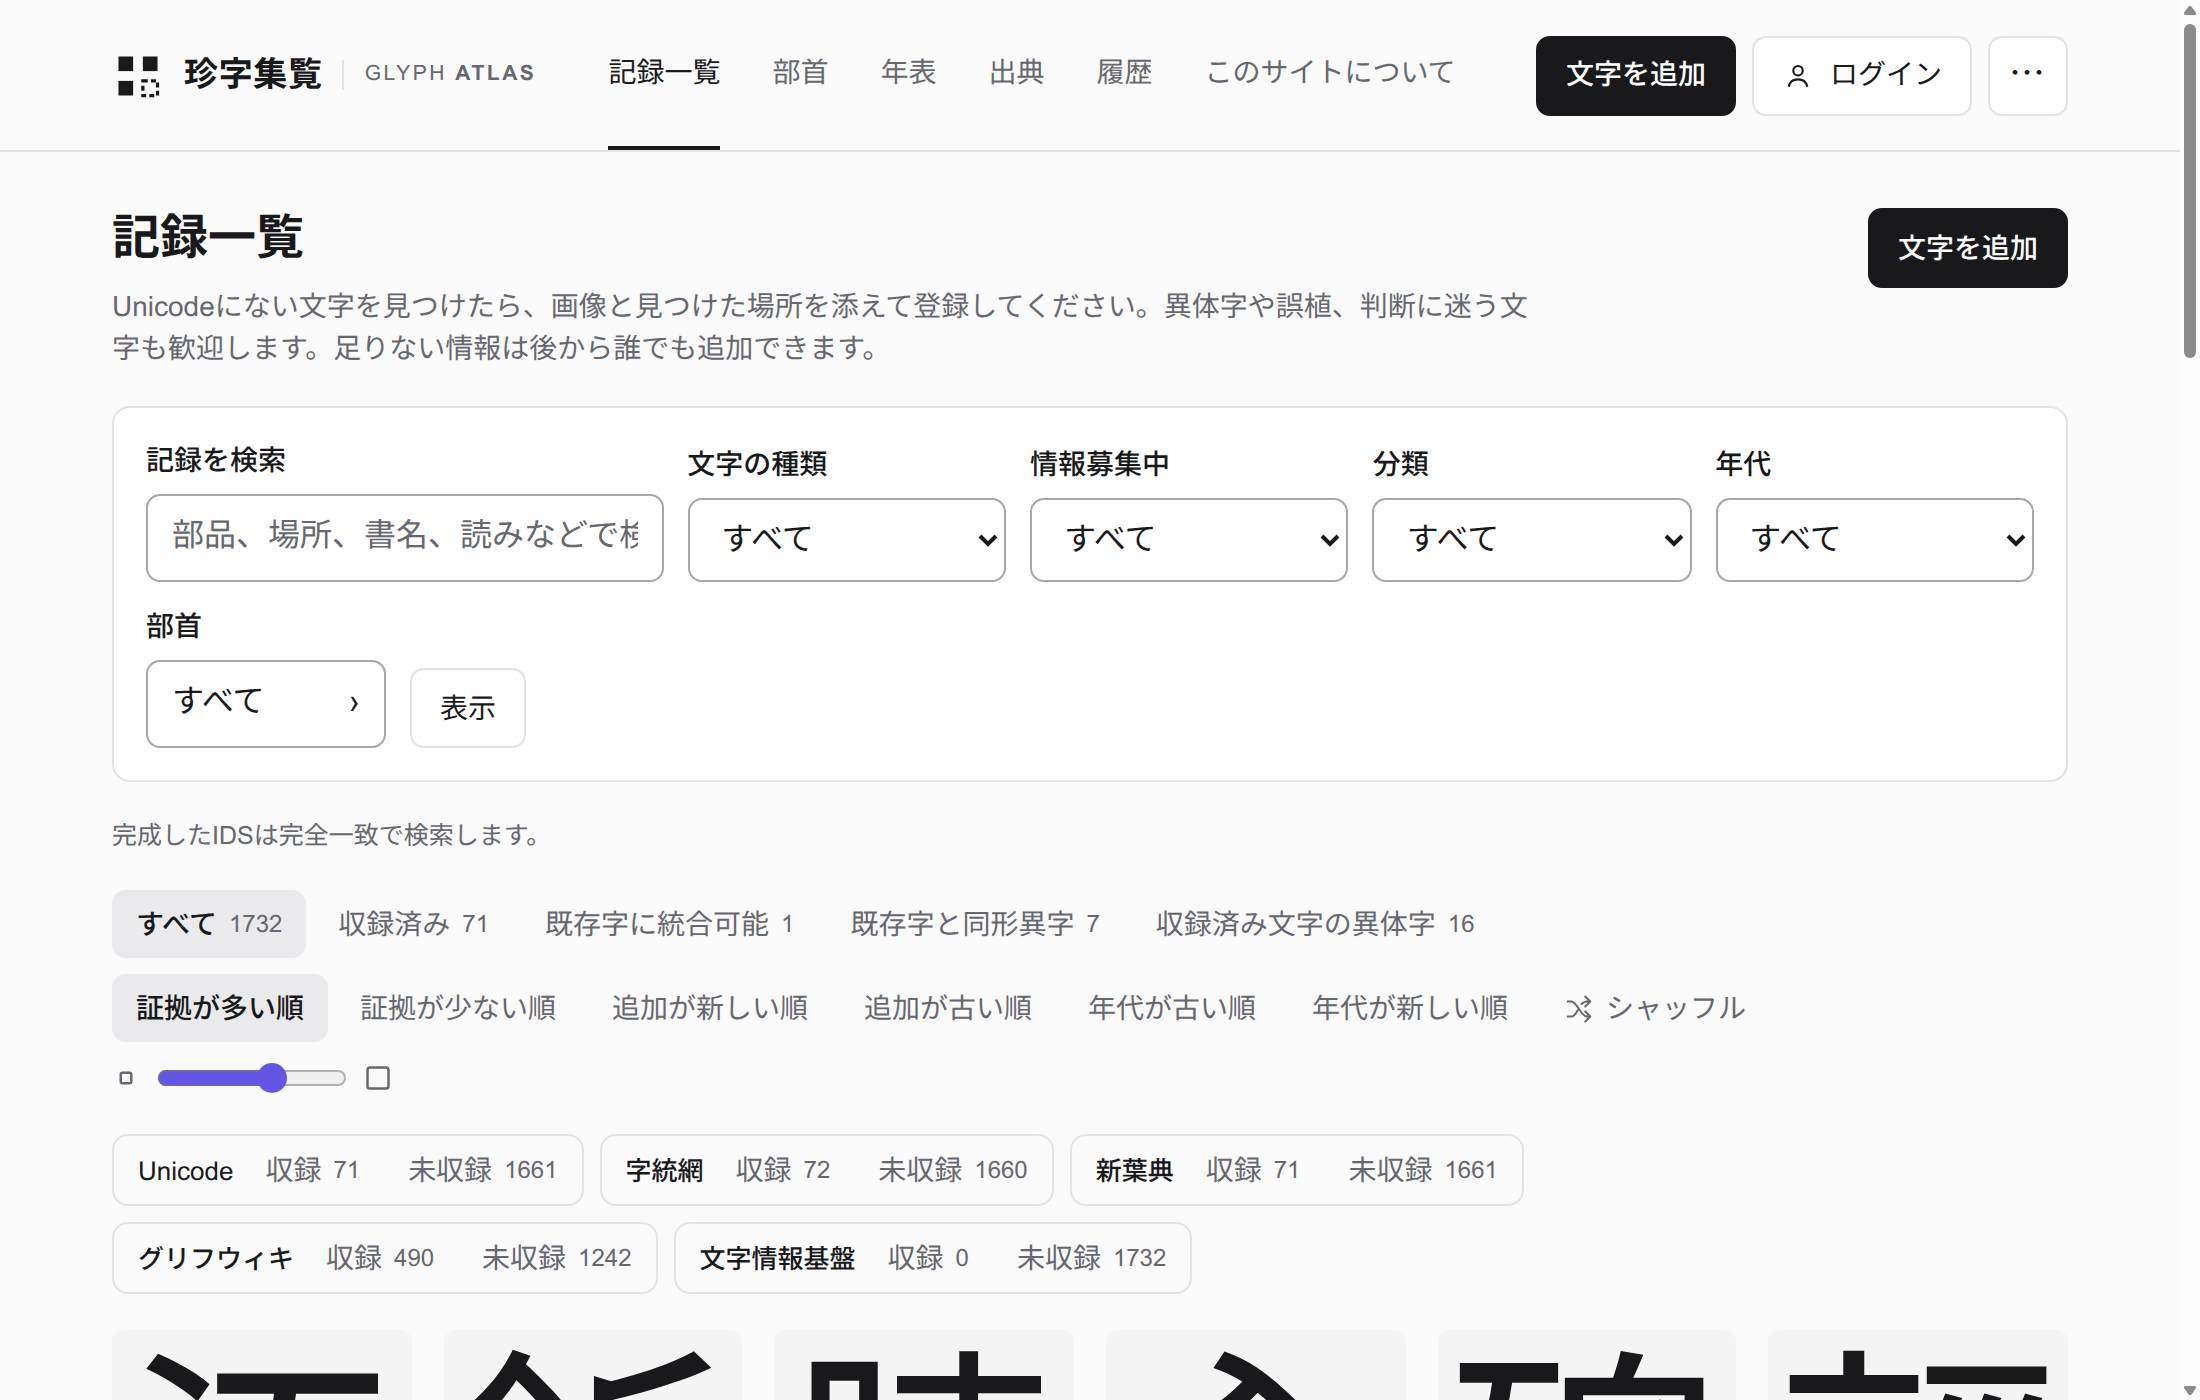 珍字集覧 GLYPH ATLAS 記録一覧 部首 年表 出典 履歴 このサイトについて 文字を追加 ログイン …
記録一覧 文字を追加
Unicodeにない文字を見つけたら、画像と見つけた場所を添えて登録してください。異体字や誤植、判断に迷う文
字も歓迎します。足りない情報は後から誰でも追加できます。
記録を検索 文字の種類 情報募集中 分類 年代
部品、場所、書名、読みなどで すべて すべて すべて すべて
部首
すべて › 表示
完成したIDSは完全一致で検索します。
すべて 1732 収録済み 71 既存字に統合可能 1 既存字と同形異字 7 収録済み文字の異体字 16
証拠が多い順 証拠が少ない順 追加が新しい順 追加が古い順 年代が古い順 年代が新しい順 シャッフル
Unicode 収録 71 未収録 1661 字統網 収録 72 未収録 1660 新葉典 収録 71 未収録 1661
グリフウィキ 収録 490 未収録 1242 文字情報基盤 収録 0 未収録 1732